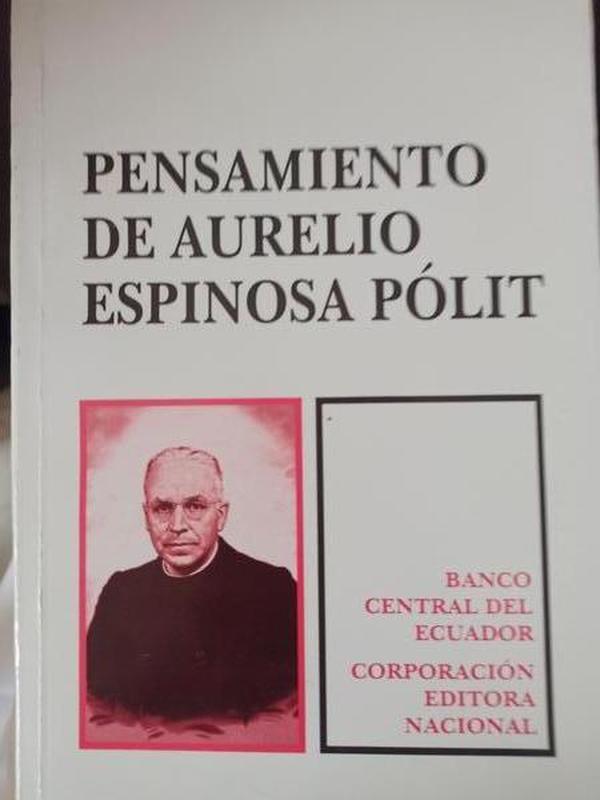 PENSAMIENTO
DE AURELIO
ESPINOSA PÓLIT
BANCO
CENTRAL DEL
ECUADOR
CORPORACIÓN
EDITORA
NACIONAL